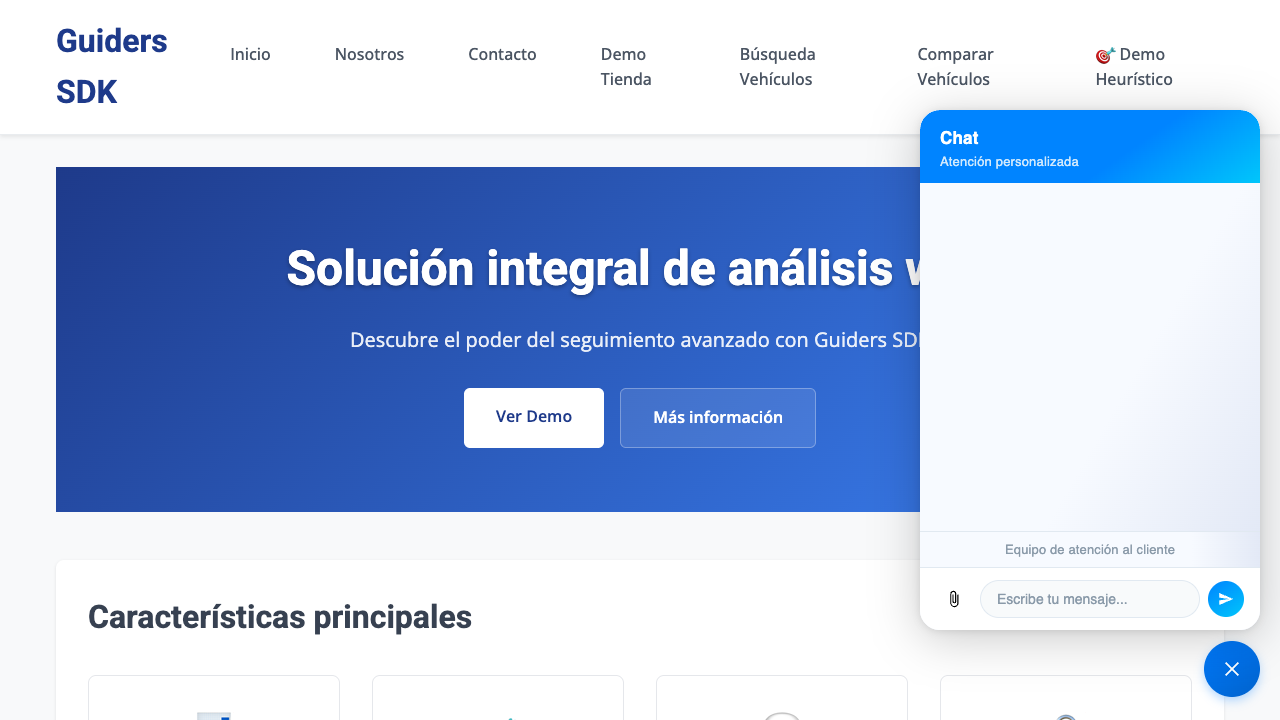 Guiders
SDK
Inicio
Nosotros
Contacto
Demo
Tienda
Búsqueda
Vehículos
Comparar
Vehículos
🎯 Demo
Heurístico
Solución integral de análisis
Descubre el poder del seguimiento avanzado con Guiders SD
Ver Demo
Más información
Características principales
Chat
Atención personalizada
Equipo de atención al cliente
Escribe tu mensaje...